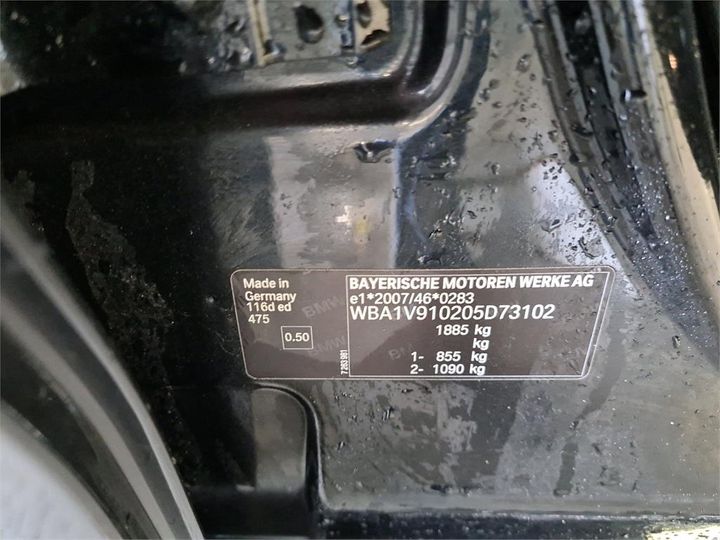 Made in
Germany
116d ed
475
0.50
7263981
BAYERISCHE MOTOREN WERKE AG
e1*2007/46*0283
WBA1V910205D73102
1885 kg
kg
1- 855 kg
2- 1090 kg